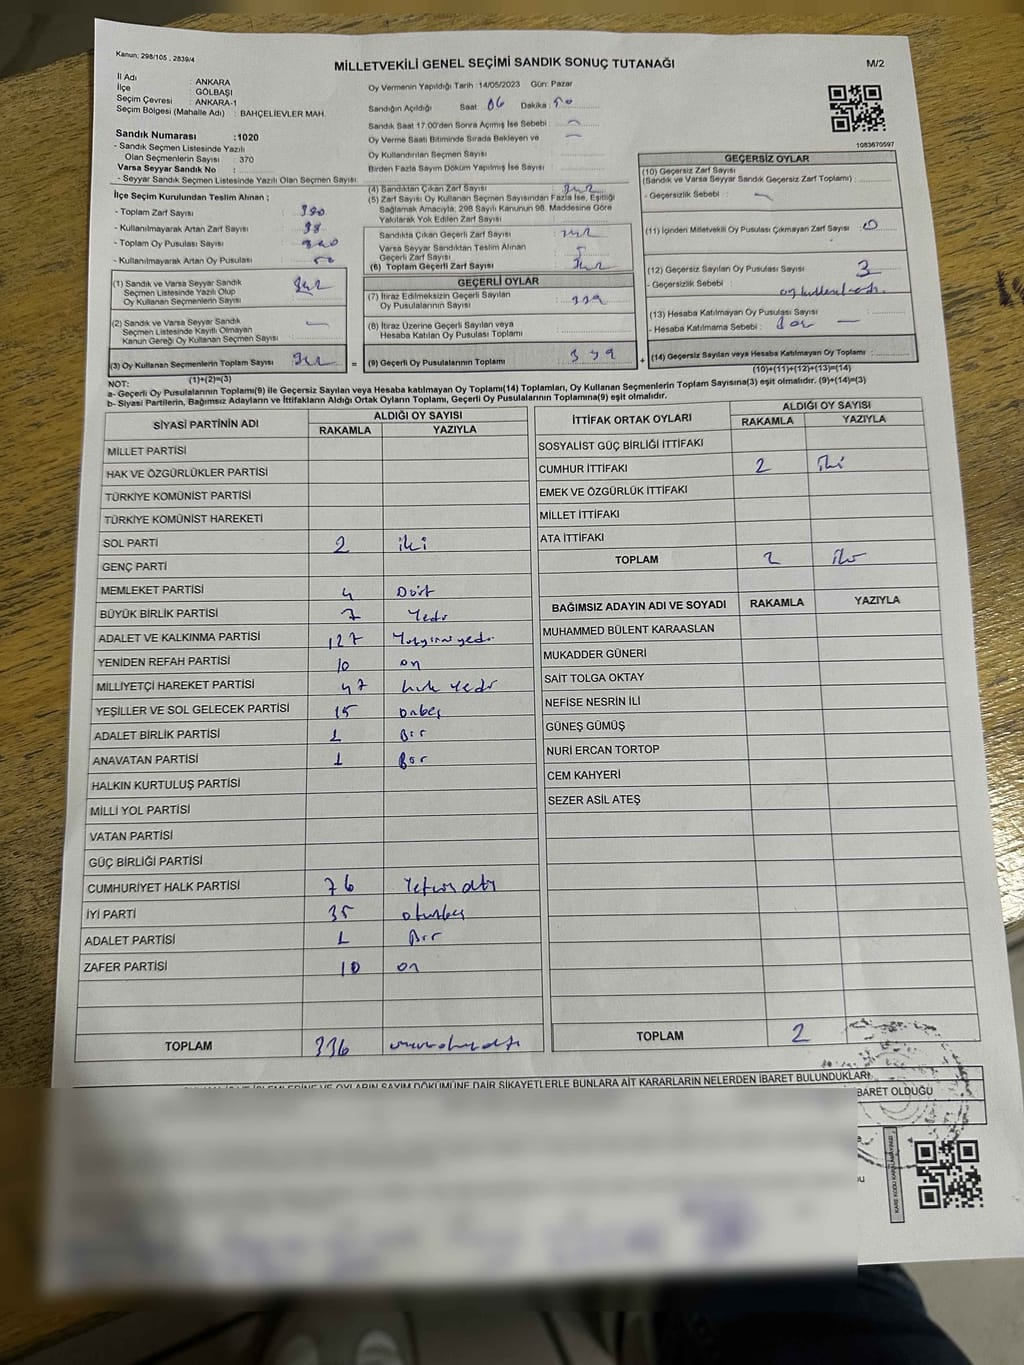 Kanun: 298/105 , 2839/4
MİLLETVEKİLİ GENEL SEÇİMİ SANDIK SONUÇ TUTANAĞI
M/2
İl Adı : ANKARA
İlçe : GÖLBAŞI
Seçim Çevresi : ANKARA-1
Seçim Bölgesi (Mahalle Adı) : BAHÇELİEVLER MAH.
Sandık Numarası :1020
- Sandık Seçmen Listesinde Yazılı
Olan Seçmenlerin Sayısı : 370
Varsa Seyyar Sandık No :
- Seyyar Sandık Seçmen Listesinde Yazılı Olan Seçmen Sayısı:
Oy Vermenin Yapıldığı Tarih :14/05/2023 Gün: Pazar
Sandığın Açıldığı Saat 06 Dakika: 50
Sandık Saat 17.00'den Sonra Açımış İse Sebebi : —
Oy Verme Saati Bitiminde Sırada Bekleyen ve —
Oy Kullandırılan Seçmen Sayısı :
Birden Fazla Sayım Döküm Yapılmış İse Sayısı :
1083670597
İlçe Seçim Kurulundan Teslim Alınan ;
- Toplam Zarf Sayısı : 380
- Kullanılmayarak Artan Zarf Sayısı : 38
- Toplam Oy Pusulası Sayısı :
- Kullanılmayarak Artan Oy Pusulası :
(4) Sandıktan Çıkan Zarf Sayısı : 342
(5) Zarf Sayısı Oy Kullanan Seçmen Sayısından Fazla İse, Eşitliği
Sağlamak Amacıyla, 298 Sayılı Kanunun 98. Maddesine Göre
Yakılarak Yok Edilen Zarf Sayısı :
Sandıkta Çıkan Geçerli Zarf Sayısı : 342
Varsa Seyyar Sandıktan Teslim Alınan
Geçerli Zarf Sayısı :
(6) Toplam Geçerli Zarf Sayısı : 342
GEÇERSİZ OYLAR
(10) Geçersiz Zarf Sayısı
(Sandık ve Varsa Seyyar Sandık Geçersiz Zarf Toplamı) :
- Geçersizlik Sebebi : —
(11) İçinden Milletvekili Oy Pusulası Çıkmayan Zarf Sayısı 0
(12) Geçersiz Sayılan Oy Pusulası Sayısı : 3
- Geçersizlik Sebebi :
(13) Hesaba Katılmayan Oy Pusulası Sayısı :
- Hesaba Katılmama Sebebi :
(14) Geçersiz Sayılan veya Hesaba Katılmayan Oy Toplamı :
(10)+(11)+(12)+(13)=(14)
(1) Sandık ve Varsa Seyyar Sandık
Seçmen Listesinde Yazılı Olup
Oy Kullanan Seçmenlerin Sayısı : 342
(2) Sandık ve Varsa Seyyar Sandık
Seçmen Listesinde Kayıtlı Olmayan
Kanun Gereği Oy Kullanan Seçmen Sayısı : —
(3) Oy Kullanan Seçmenlerin Toplam Sayısı 342
(1)+(2)=(3)
GEÇERLİ OYLAR
(7) İtiraz Edilmeksizin Geçerli Sayılan
Oy Pusulalarının Sayısı : 339
(8) İtiraz Üzerine Geçerli Sayılan veya
Hesaba Katılan Oy Pusulası Toplamı :
= (9) Geçerli Oy Pusulalarının Toplamı : 339 +
NOT:
a- Geçerli Oy Pusulalarının Toplamı(9) ile Geçersiz Sayılan veya Hesaba katılmayan Oy Toplamı(14) Toplamları, Oy Kullanan Seçmenlerin Toplam Sayısına(3) eşit olmalıdır. (9)+(14)=(3)
b- Siyasi Partilerin, Bağımsız Adayların ve İttifakların Aldığı Ortak Oyların Toplamı, Geçerli Oy Pusulalarının Toplamına(9) eşit olmalıdır.
SİYASİ PARTİNİN ADI ALDIĞI OY SAYISI
RAKAMLA YAZIYLA
MİLLET PARTİSİ
HAK VE ÖZGÜRLÜKLER PARTİSİ
TÜRKİYE KOMÜNİST PARTİSİ
TÜRKİYE KOMÜNİST HAREKETİ
SOL PARTİ 2 iki
GENÇ PARTİ
MEMLEKET PARTİSİ 4 Dört
BÜYÜK BİRLİK PARTİSİ 7 Yedi
ADALET VE KALKINMA PARTİSİ 127
YENİDEN REFAH PARTİSİ 10 on
MİLLİYETÇİ HAREKET PARTİSİ 47 kırk Yedi
YEŞİLLER VE SOL GELECEK PARTİSİ 15 onbeş
ADALET BİRLİK PARTİSİ 1 Bir
ANAVATAN PARTİSİ 1 Bir
HALKIN KURTULUŞ PARTİSİ
MİLLİ YOL PARTİSİ
VATAN PARTİSİ
GÜÇ BİRLİĞİ PARTİSİ
CUMHURİYET HALK PARTİSİ 76 Yetmiş altı
İYİ PARTİ 35 otuzbeş
ADALET PARTİSİ 1 Bir
ZAFER PARTİSİ 10 on
TOPLAM 336
İTTİFAK ORTAK OYLARI ALDIĞI OY SAYISI
RAKAMLA YAZIYLA
SOSYALİST GÜÇ BİRLİĞİ İTTİFAKI
CUMHUR İTTİFAKI 2 iki
EMEK VE ÖZGÜRLÜK İTTİFAKI
MİLLET İTTİFAKI
ATA İTTİFAKI
TOPLAM 2 iki
BAĞIMSIZ ADAYIN ADI VE SOYADI RAKAMLA YAZIYLA
MUHAMMED BÜLENT KARAASLAN
MUKADDER GÜNERİ
SAİT TOLGA OKTAY
NEFİSE NESRİN İLİ
GÜNEŞ GÜMÜŞ
NURİ ERCAN TORTOP
CEM KAHYERİ
SEZER ASİL ATEŞ
TOPLAM 2
OYLARIN SAYIM DÖKÜMÜNE DAİR ŞİKAYETLERLE BUNLARA AİT KARARLARIN NELERDEN İBARET BULUNDUKLARI
BARET OLDUĞU